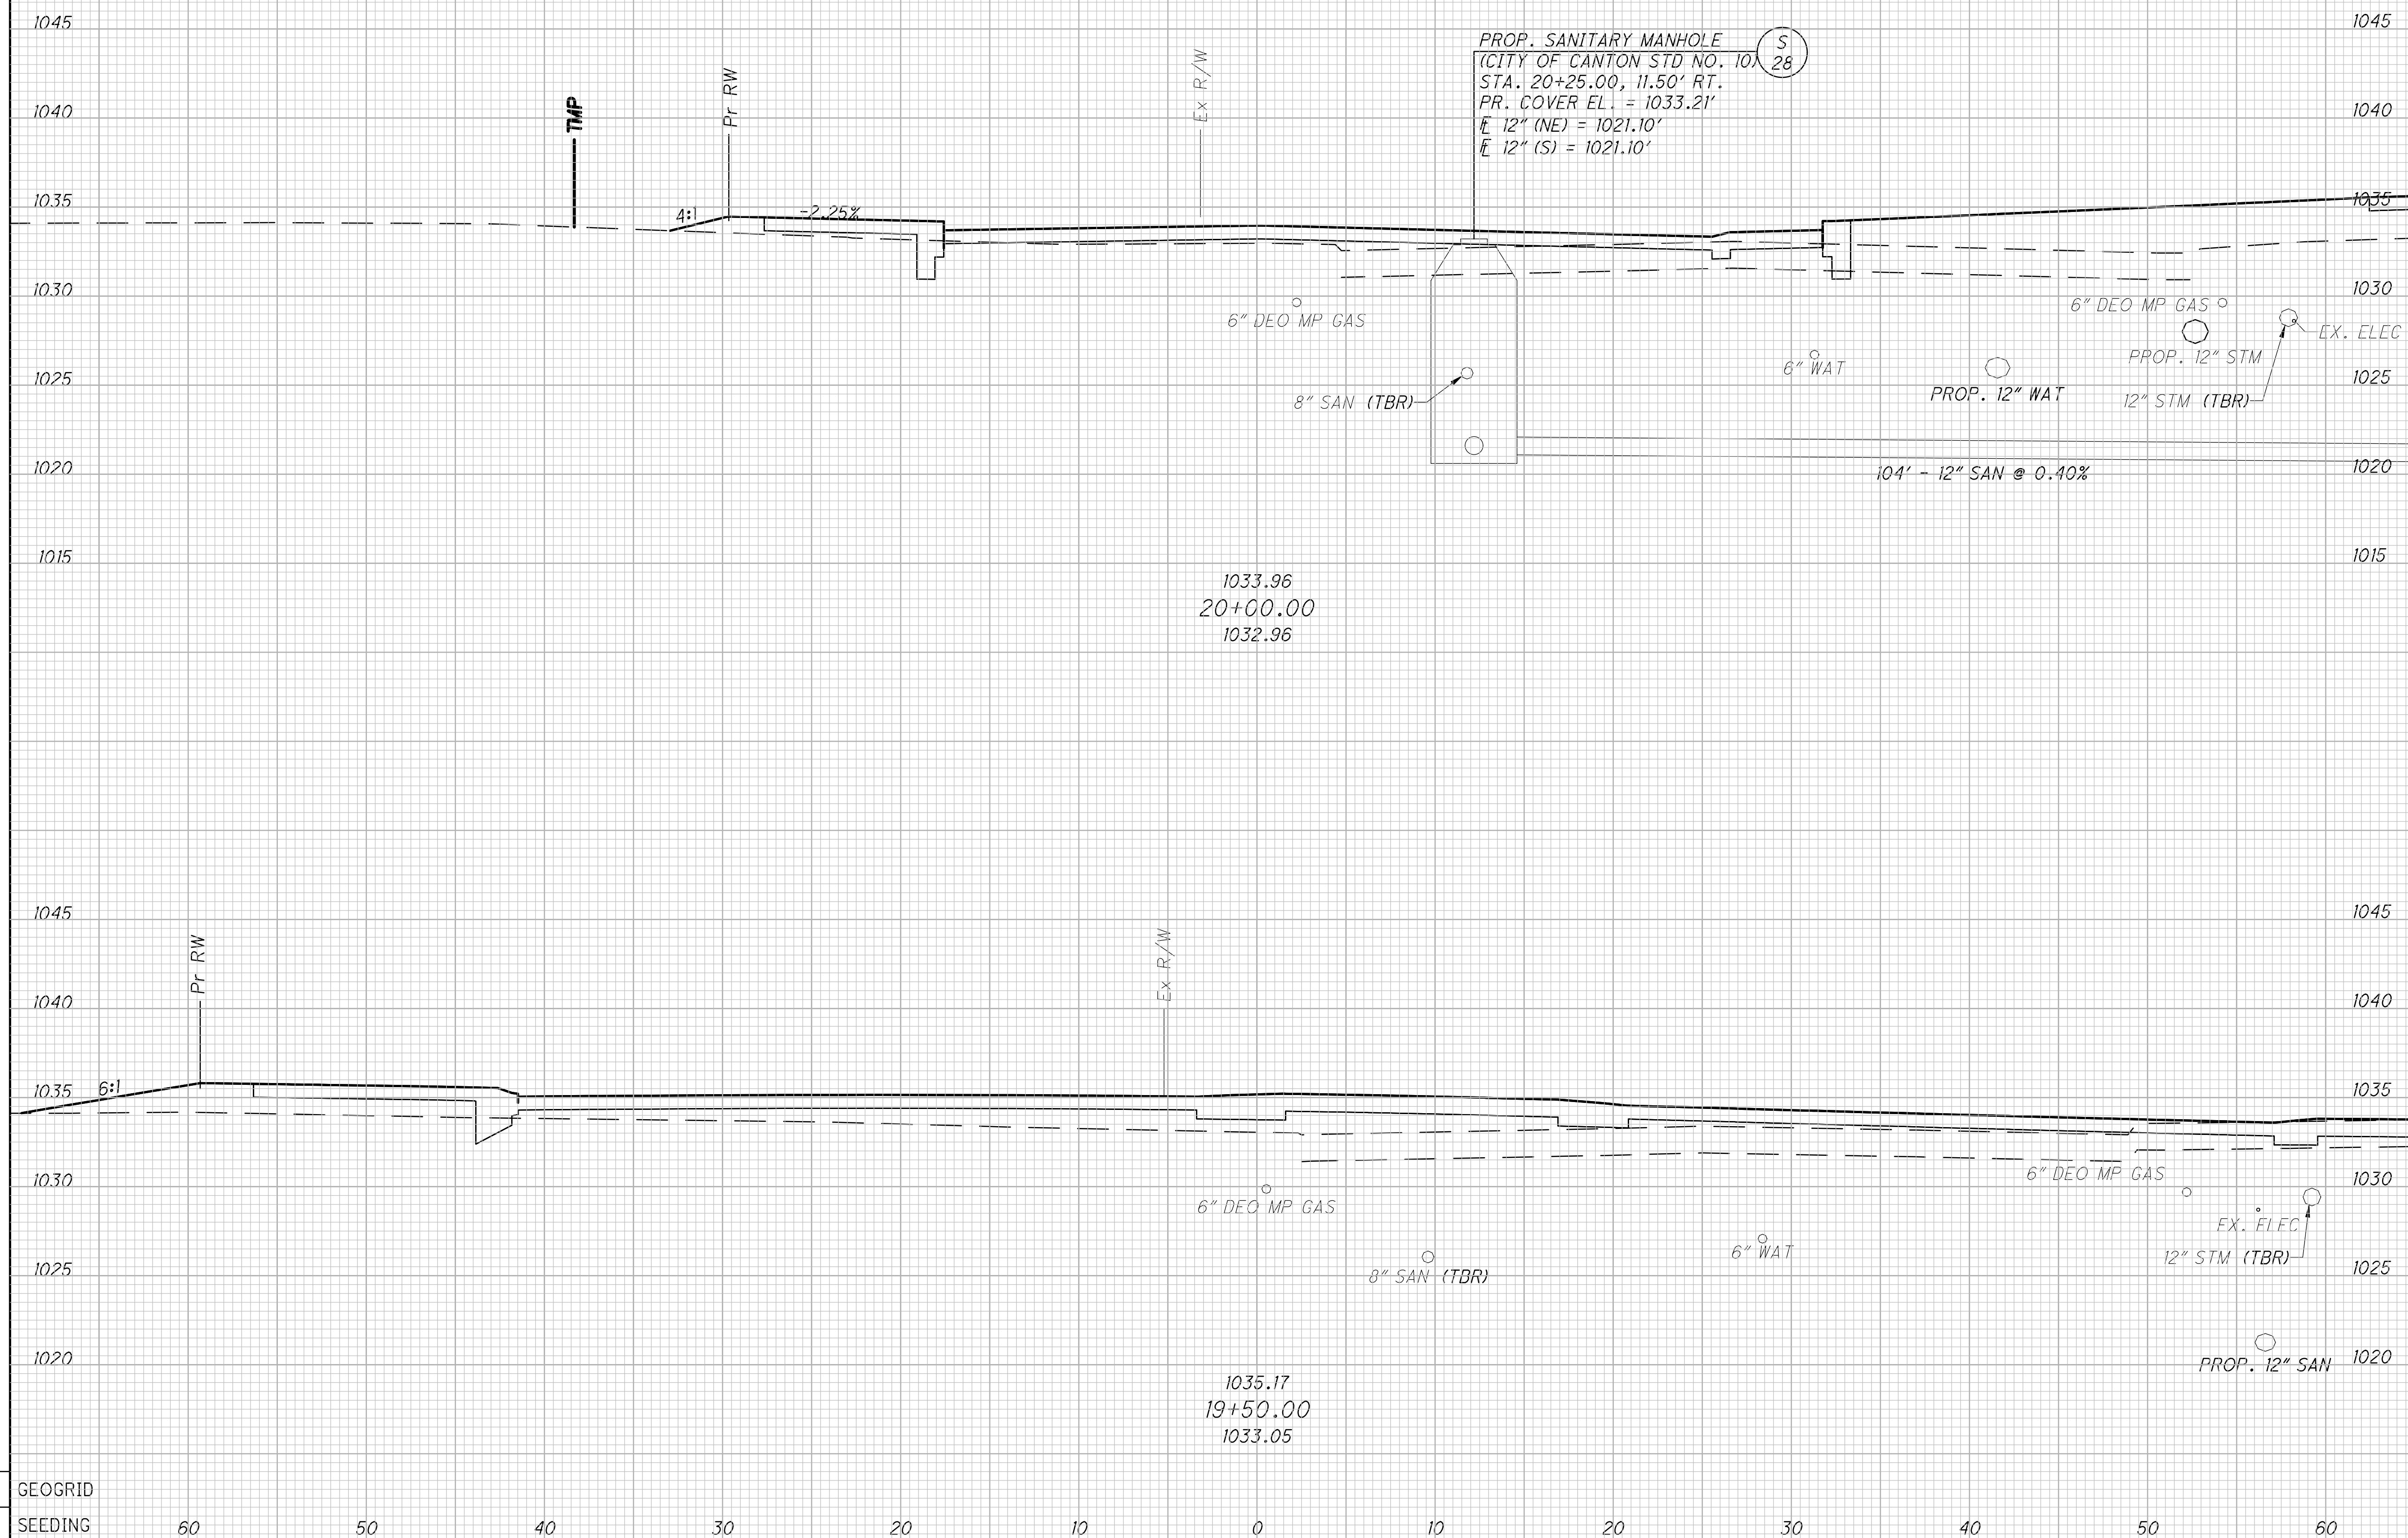 1045
1045
PROP. SANITARY MANHOLE
(CITY OF CANTON STD NO. 10)
STA. 20+25.00, 11.50' RT.
PR. COVER EL. = 1033.21'
℄ 12" (NE) = 1021.10'
℄ 12" (S) = 1021.10'
S
28
TMP
Pr RW
Ex R/W
1040
1040
1035
4:1
-2.25%
1035
1030
6" DEO MP GAS
6" DEO MP GAS
1030
EX. ELEC
PROP. 12" STM
6" WAT
1025
1025
8" SAN (TBR)
PROP. 12" WAT
12" STM (TBR)
1020
104' - 12" SAN @ 0.40%
1020
1015
1015
1033.96
20+00.00
1032.96
1045
1045
Pr RW
Ex R/W
1040
1040
1035
6:1
1035
1030
6" DEO MP GAS
6" DEO MP GAS
1030
EX. ELEC
6" WAT
12" STM (TBR)
1025
8" SAN (TBR)
1025
1020
PROP. 12" SAN
1020
1035.17
19+50.00
1033.05
GEOGRID
SEEDING
60 50 40 30 20 10 0 10 20 30 40 50 60